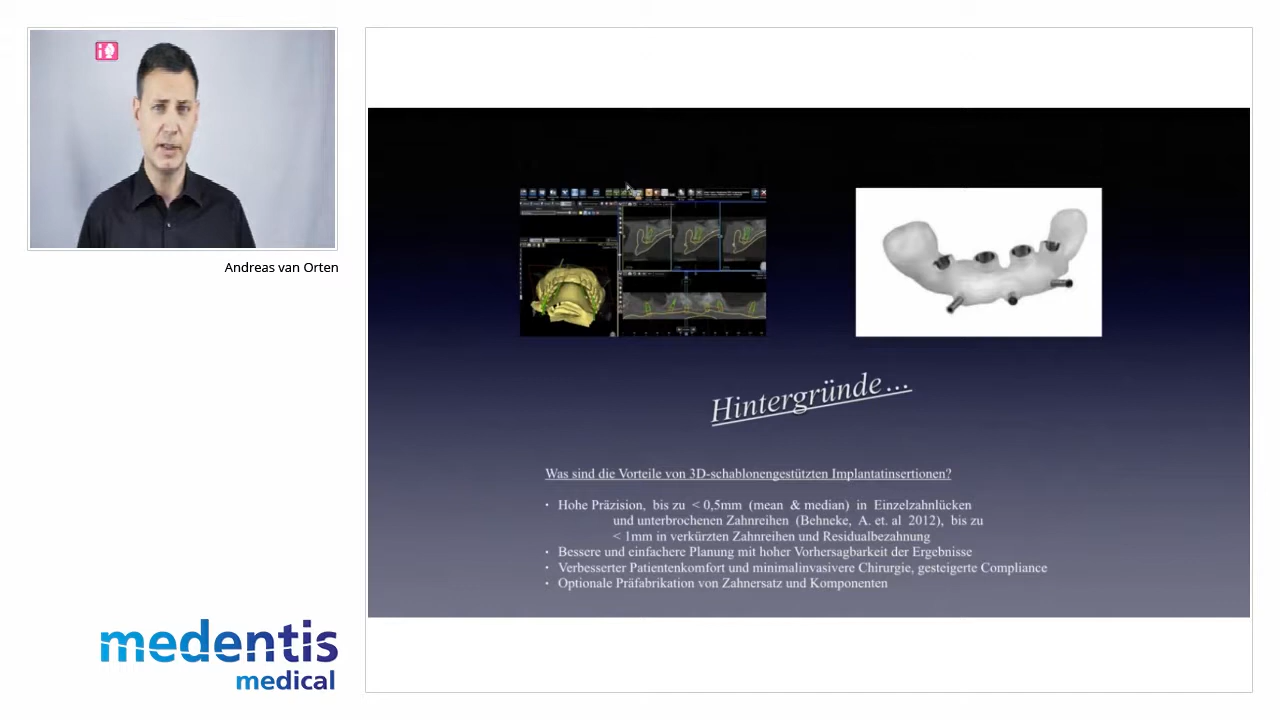 Andreas van Orten
Hintergründe...
Was sind die Vorteile von 3D-schablonengestützten Implantatinsertionen?
• Hohe Präzision, bis zu < 0,5mm (mean & median) in Einzelzahnlücken
und unterbrochenen Zahnreihen (Behneke, A. et. al 2012), bis zu
< 1mm in verkürzten Zahnreihen und Residualbezahnung
• Bessere und einfachere Planung mit hoher Vorhersagbarkeit der Ergebnisse
• Verbesserter Patientenkomfort und minimalinvasivere Chirurgie, gesteigerte Compliance
• Optionale Präfabrikation von Zahnersatz und Komponenten
medentis
medical